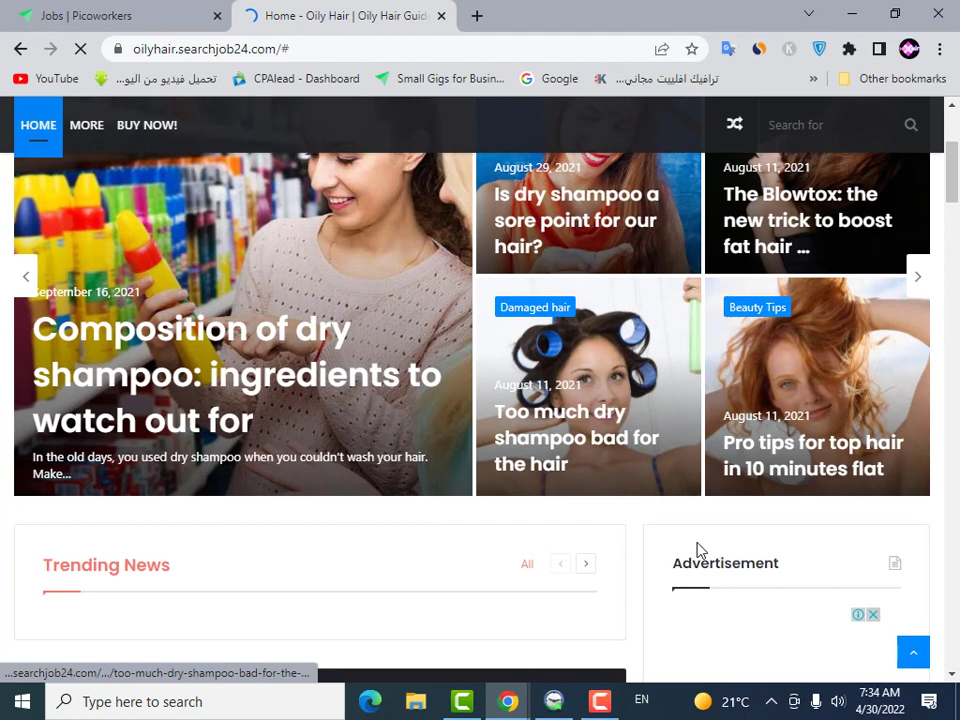 Jobs | Picoworkers
Home - Oily Hair | Oily Hair Guid
oilyhair.searchjob24.com/#
YouTube
تحميل فيديو من اليو...
CPAlead - Dashboard
Small Gigs for Busin...
Google
ترافيك افلييت مجاني...
»
Other bookmarks
HOME
MORE
BUY NOW!
Search for
September 16, 2021
Composition of dry
shampoo: ingredients to
watch out for
In the old days, you used dry shampoo when you couldn't wash your hair.
Make...
August 29, 2021
Is dry shampoo a
sore point for our
hair?
August 11, 2021
The Blowtox: the
new trick to boost
fat hair ...
Damaged hair
August 11, 2021
Too much dry
shampoo bad for
the hair
Beauty Tips
August 11, 2021
Pro tips for top hair
in 10 minutes flat
Trending News
All
Advertisement
...searchjob24.com/.../too-much-dry-shampoo-bad-for-the-...
Type here to search
EN
21°C
7:34 AM
4/30/2022